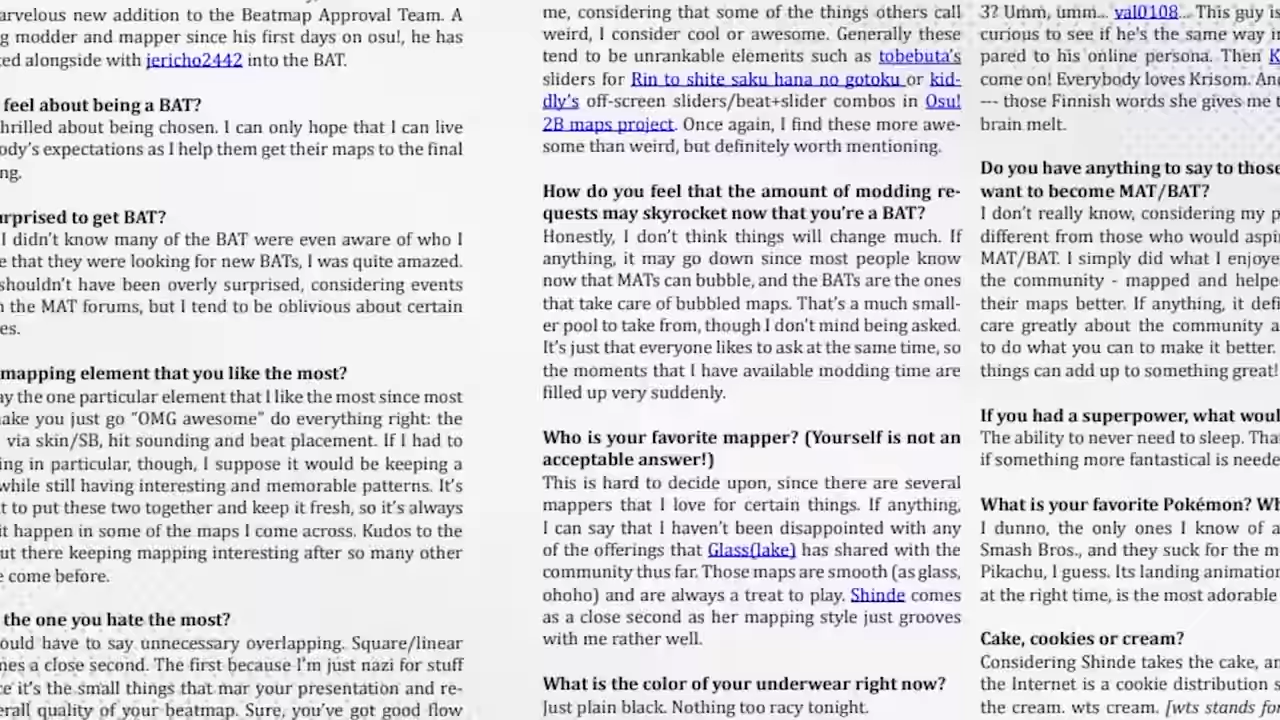 arvelous new addition to the Beatmap Approval Team. A
g modder and mapper since his first days on osu!, he has
ed alongside with jericho2442 into the BAT.
feel about being a BAT?
hrilled about being chosen. I can only hope that I can live
ody's expectations as I help them get their maps to the final
ng.
urprised to get BAT?
I didn't know many of the BAT were even aware of who I
e that they were looking for new BATs, I was quite amazed.
shouldn't have been overly surprised, considering events
n the MAT forums, but I tend to be oblivious about certain
es.
mapping element that you like the most?
ay the one particular element that I like the most since most
ake you just go "OMG awesome" do everything right: the
via skin/SB, hit sounding and beat placement. If I had to
ing in particular, though, I suppose it would be keeping a
while still having interesting and memorable patterns. It's
t to put these two together and keep it fresh, so it's always
it happen in some of the maps I come across. Kudos to the
ut there keeping mapping interesting after so many other
e come before.
the one you hate the most?
ould have to say unnecessary overlapping. Square/linear
mes a close second. The first because I'm just nazi for stuff
ce it's the small things that mar your presentation and re-
erall quality of your beatmap. Sure, you've got good flow
me, considering that some of the things others call
weird, I consider cool or awesome. Generally these
tend to be unrankable elements such as tobebuta's
sliders for Rin to shite saku hana no gotoku or kid-
dly's off-screen sliders/beat+slider combos in Osu!
2B maps project. Once again, I find these more awe-
some than weird, but definitely worth mentioning.
How do you feel that the amount of modding re-
quests may skyrocket now that you're a BAT?
Honestly, I don't think things will change much. If
anything, it may go down since most people know
now that MATs can bubble, and the BATs are the ones
that take care of bubbled maps. That's a much small-
er pool to take from, though I don't mind being asked.
It's just that everyone likes to ask at the same time, so
the moments that I have available modding time are
filled up very suddenly.
Who is your favorite mapper? (Yourself is not an
acceptable answer!)
This is hard to decide upon, since there are several
mappers that I love for certain things. If anything,
I can say that I haven't been disappointed with any
of the offerings that Glass(lake) has shared with the
community thus far. Those maps are smooth (as glass,
ohoho) and are always a treat to play. Shinde comes
as a close second as her mapping style just grooves
with me rather well.
What is the color of your underwear right now?
Just plain black. Nothing too racy tonight.
3? Umm, umm... val0108... This guy is
curious to see if he's the same way in
pared to his online persona. Then K
come on! Everybody loves Krisom. An
--- those Finnish words she gives me
brain melt.
Do you have anything to say to those
want to become MAT/BAT?
I don't really know, considering my p
different from those who would aspi
MAT/BAT. I simply did what I enjoye
the community - mapped and helpe
their maps better. If anything, it defi
care greatly about the community a
to do what you can to make it better.
things can add up to something great!
If you had a superpower, what woul
The ability to never need to sleep. Tha
if something more fantastical is neede
What is your favorite Pokémon? Wh
I dunno, the only ones I know of a
Smash Bros., and they suck for the m
Pikachu, I guess. Its landing animation
at the right time, is the most adorable
Cake, cookies or cream?
Considering Shinde takes the cake, an
the Internet is a cookie distribution s
the cream. wts cream. [wts stands for